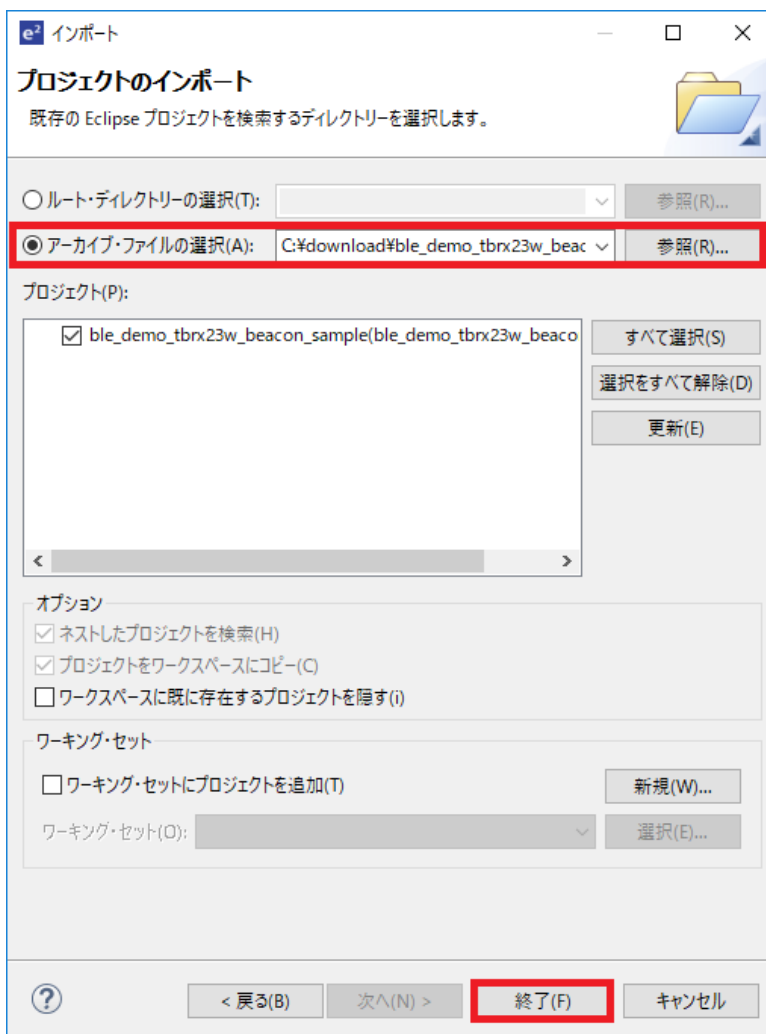 e² インポート
プロジェクトのインポート
既存の Eclipse プロジェクトを検索するディレクトリーを選択します。
ルート・ディレクトリーの選択(T): 参照(R)...
アーカイブ・ファイルの選択(A): C:¥download¥ble_demo_tbrx23w_beac 参照(R)...
プロジェクト(P):
ble_demo_tbrx23w_beacon_sample(ble_demo_tbrx23w_beaco すべて選択(S)
選択をすべて解除(D)
更新(E)
オプション
ネストしたプロジェクトを検索(H)
プロジェクトをワークスペースにコピー(C)
ワークスペースに既に存在するプロジェクトを隠す(i)
ワーキング・セット
ワーキング・セットにプロジェクトを追加(T) 新規(W)...
ワーキング・セット(O): 選択(E)...
? < 戻る(B) 次へ(N) > 終了(F) キャンセル